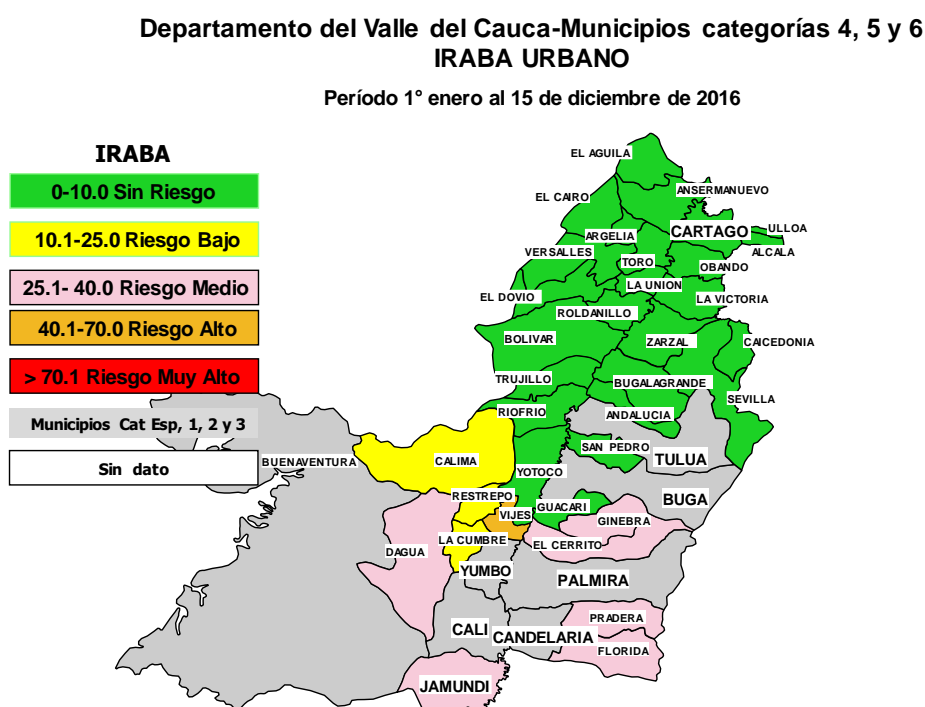 Departamento del Valle del Cauca-Municipios categorías 4, 5 y 6
IRABA URBANO
Período 1° enero al 15 de diciembre de 2016
IRABA
0-10.0 Sin Riesgo
10.1-25.0 Riesgo Bajo
25.1- 40.0 Riesgo Medio
40.1-70.0 Riesgo Alto
> 70.1 Riesgo Muy Alto
Municipios Cat Esp, 1, 2 y 3
Sin dato
EL AGUILA
ANSERMANUEVO
EL CAIRO
ULLOA
CARTAGO
ARGELIA
ALCALA
VERSALLES
TORO
OBANDO
LA UNION
EL DOVIO
LA VICTORIA
ROLDANILLO
BOLIVAR
ZARZAL
CAICEDONIA
TRUJILLO
BUGALAGRANDE
SEVILLA
RIOFRIO
ANDALUCIA
SAN PEDRO
TULUA
BUENAVENTURA
CALIMA
YOTOCO
RESTREPO
BUGA
GUACARI
VIJES
GINEBRA
LA CUMBRE
EL CERRITO
DAGUA
YUMBO
PALMIRA
PRADERA
CALI
CANDELARIA
FLORIDA
JAMUNDI